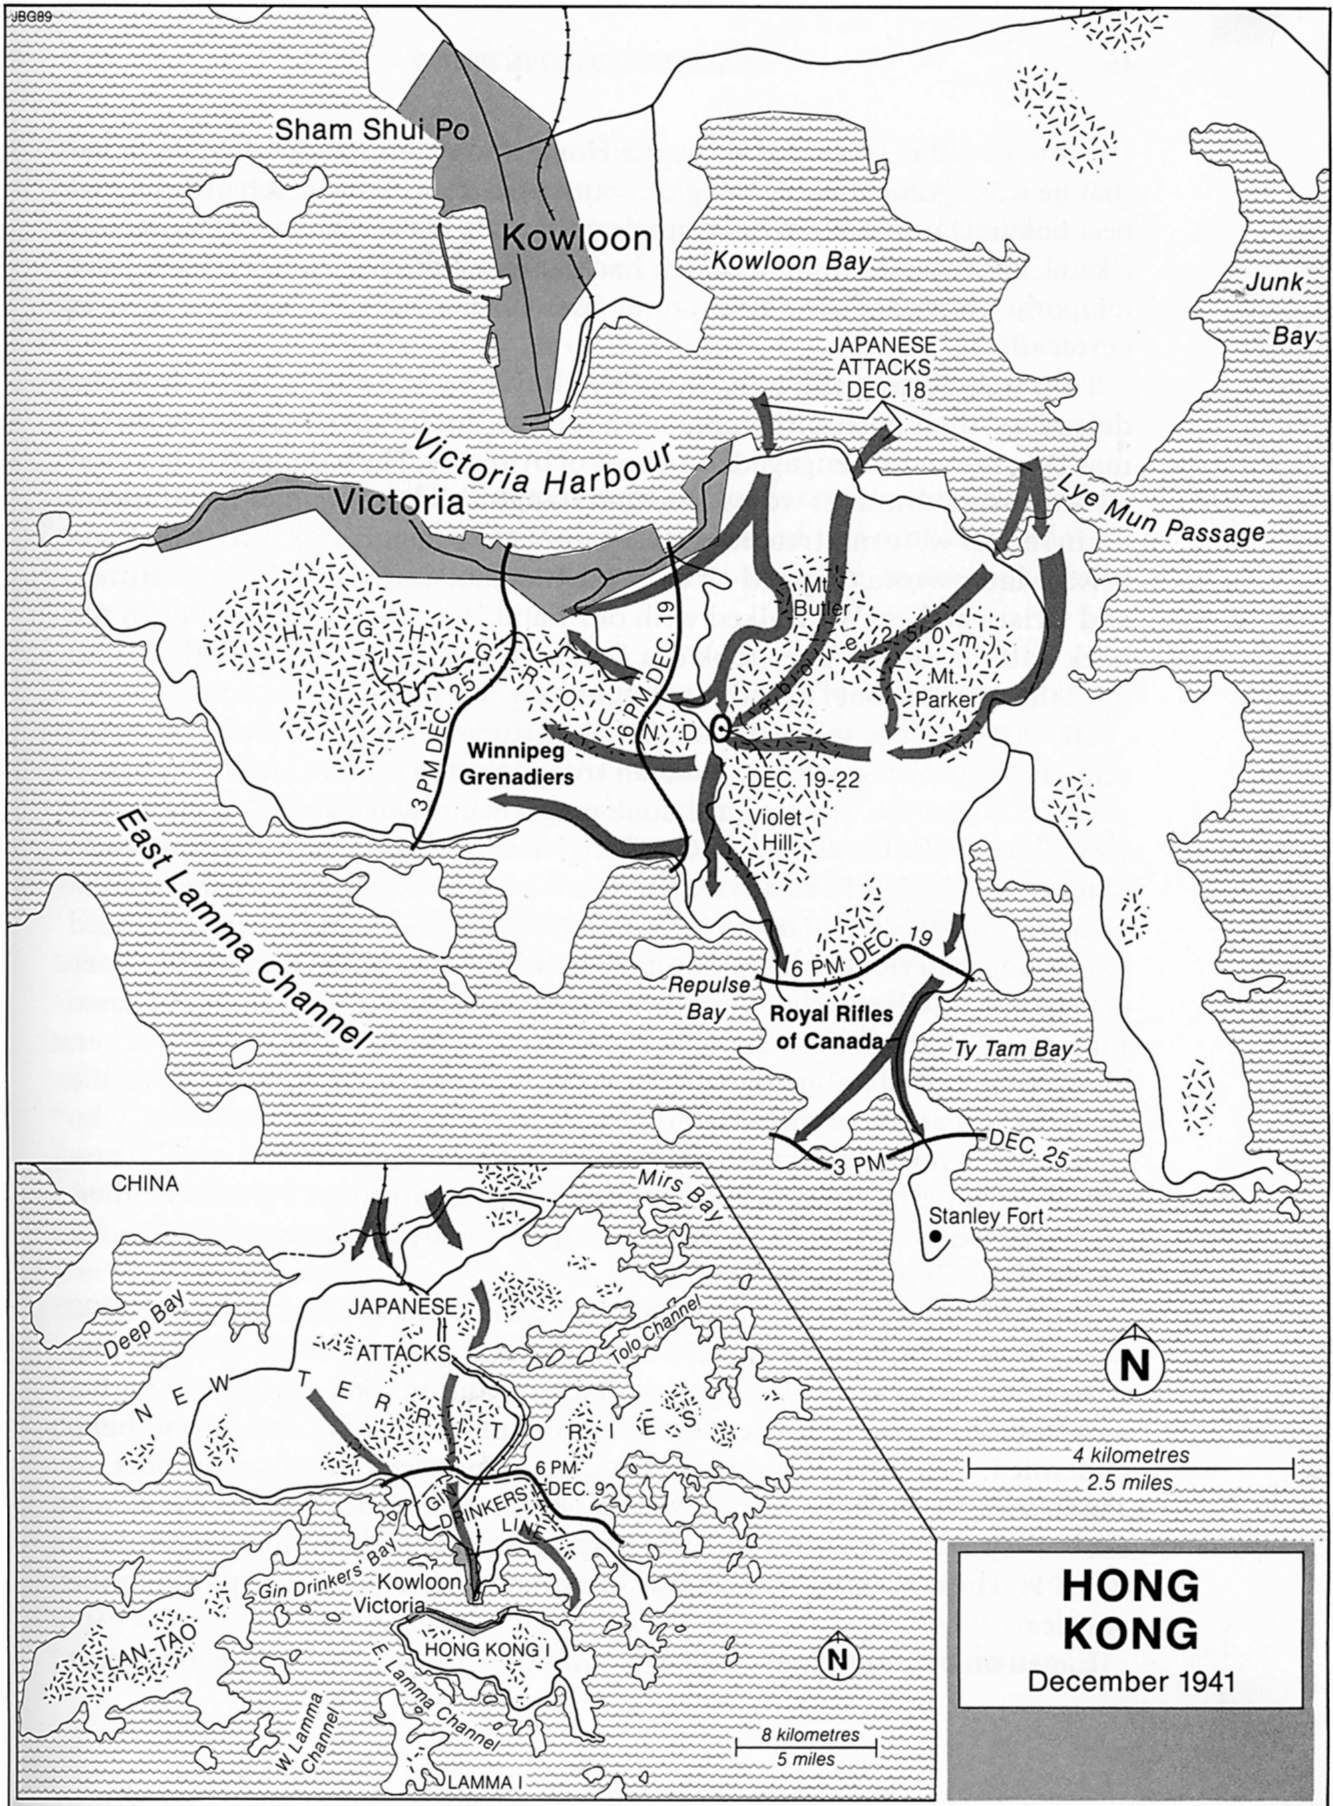 JBG89
Sham Shui Po
Kowloon
Kowloon Bay
Junk
Bay
JAPANESE
ATTACKS
DEC. 18
Victoria Harbour
Victoria
Lye Mun Passage
HIGH GROUND (above 250 m)
Mt.
Butler
Mt.
Parker
6 PM DEC. 19
3 PM DEC. 25
Winnipeg
Grenadiers
DEC. 19-22
Violet
Hill
East Lamma Channel
6 PM DEC. 19
Repulse
Bay
Royal Rifles
of Canada
Ty Tam Bay
3 PM DEC. 25
Stanley Fort
N
4 kilometres
2.5 miles
HONG
KONG
December 1941
CHINA
Mirs Bay
Deep Bay
JAPANESE
ATTACKS
Tolo Channel
NEW TERRITORIES
6 PM
DEC. 9
GIN
DRINKERS
LINE
Gin Drinkers' Bay
Kowloon
Victoria
HONG KONG I
LAN-TAO
E. Lamma Channel
W. Lamma
Channel
LAMMA I
N
8 kilometres
5 miles